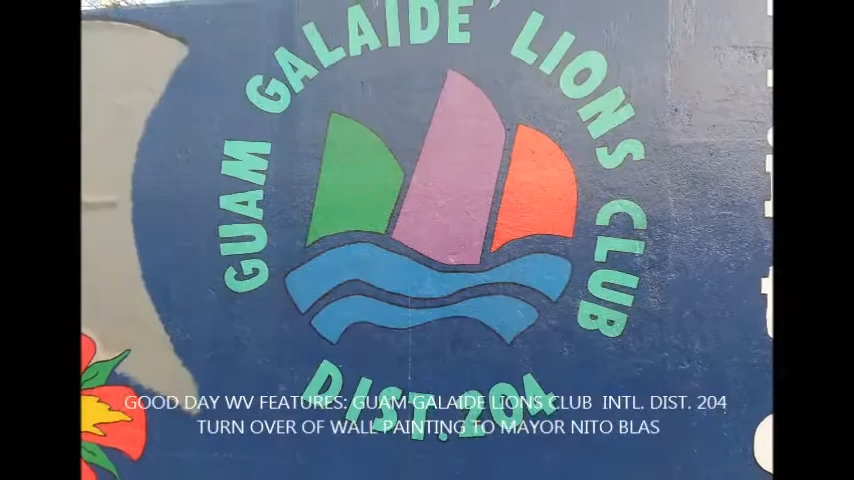 GUAM GALAIDE' LIONS CLUB
GUAM
DIST. 204
GOOD DAY WV FEATURES: GUAM GALAIDE LIONS CLUB INTL. DIST. 204
TURN OVER OF WALL PAINTING TO MAYOR NITO BLAS